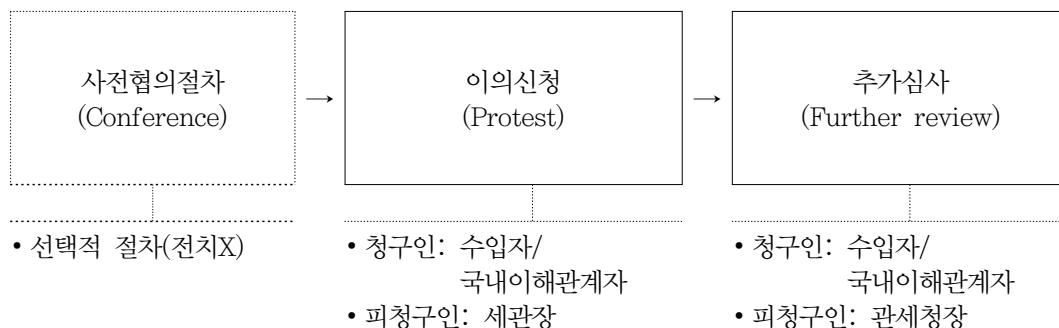 사전협의절차
(Conference)
→
이의신청
(Protest)
→
추가심사
(Further review)
• 선택적 절차(전치X)
• 청구인: 수입자/
국내이해관계자
• 피청구인: 세관장
• 청구인: 수입자/
국내이해관계자
• 피청구인: 관세청장